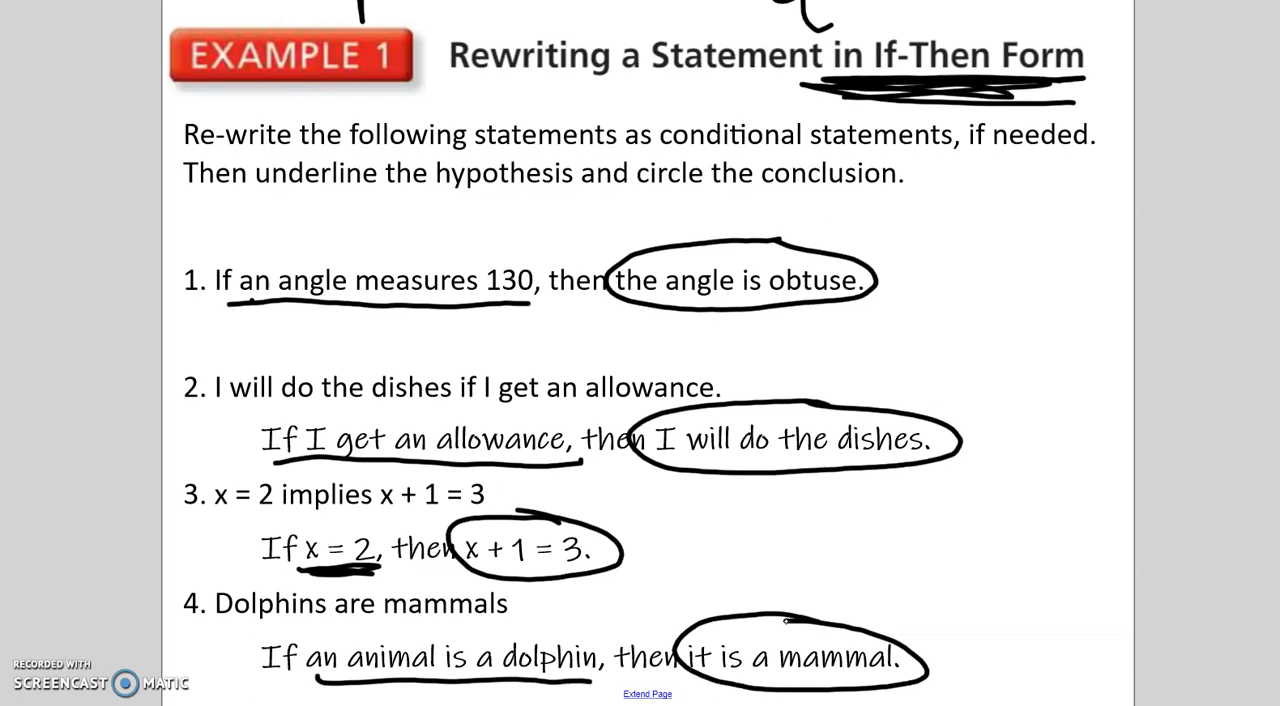 EXAMPLE 1 Rewriting a Statement in If-Then Form
Re-write the following statements as conditional statements, if needed.
Then underline the hypothesis and circle the conclusion.
1. If an angle measures 130, then the angle is obtuse.
2. I will do the dishes if I get an allowance.
If I get an allowance, then I will do the dishes.
3. x = 2 implies x + 1 = 3
If x = 2, then x + 1 = 3.
4. Dolphins are mammals
If an animal is a dolphin, then it is a mammal.
RECORDED WITH
SCREENCAST MATIC
Extend Page